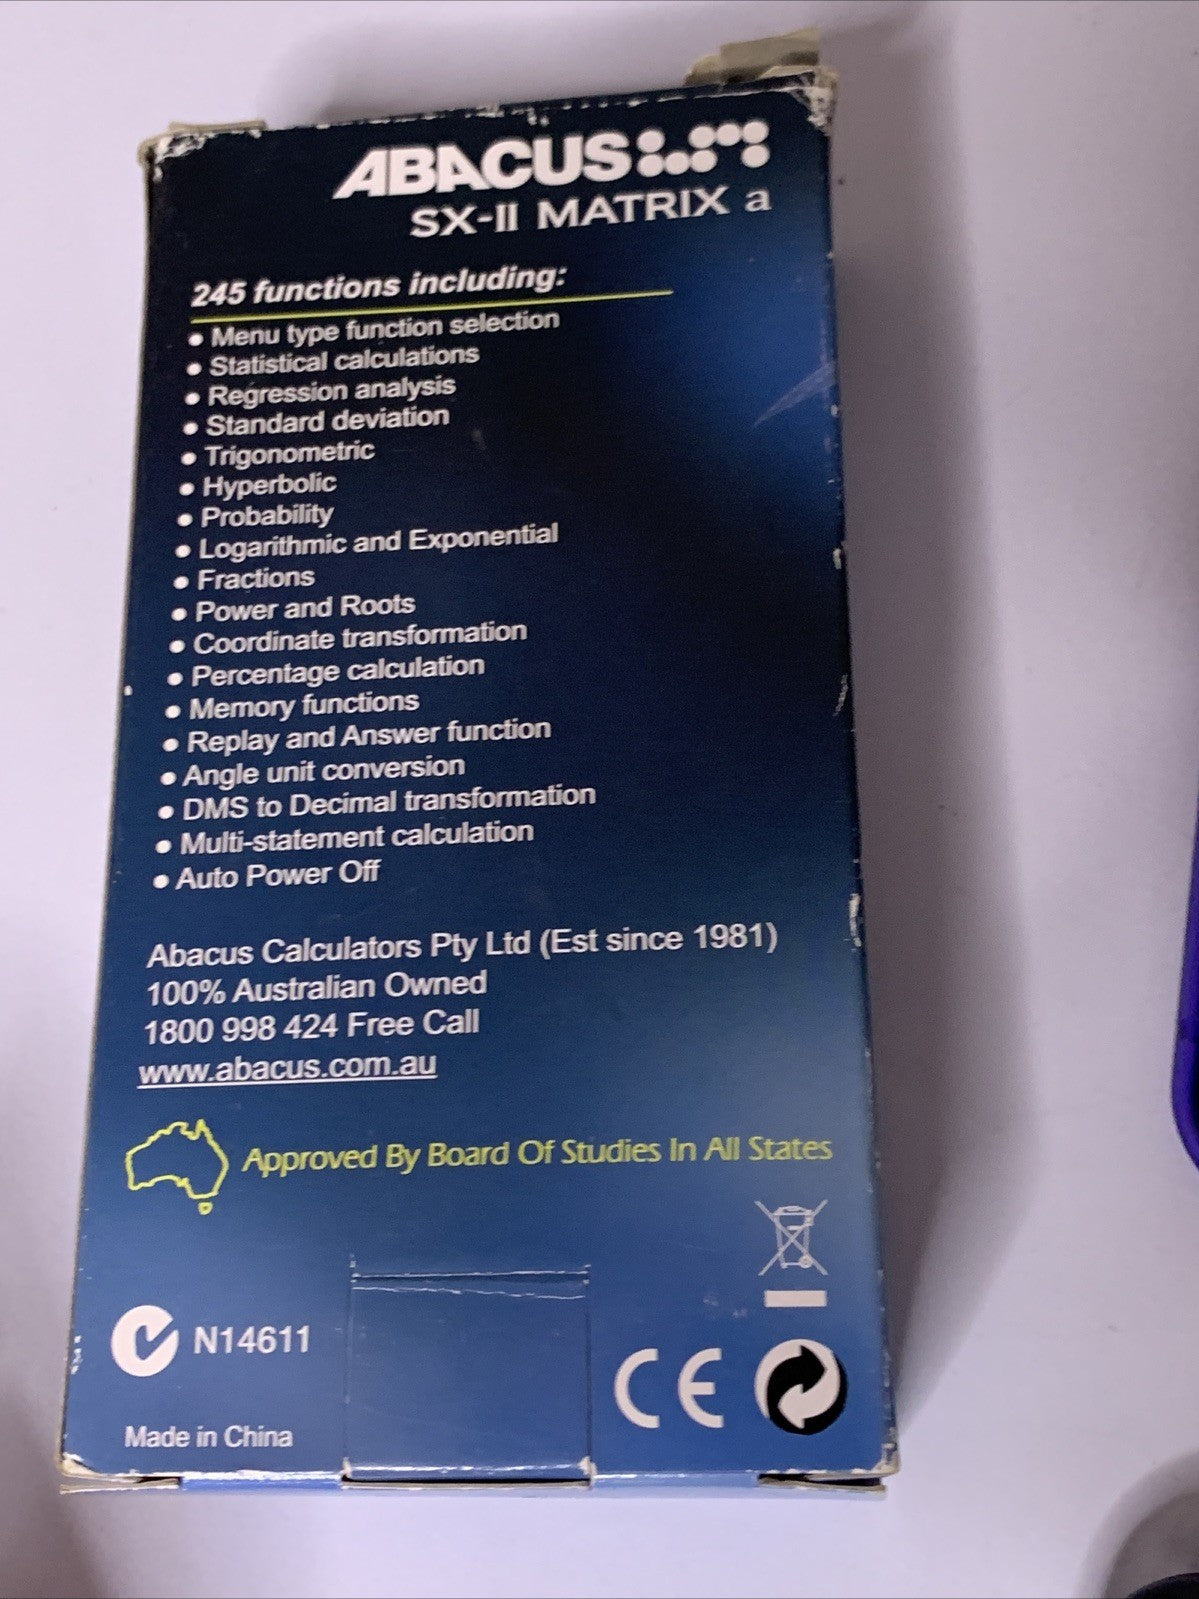 ABACUS
SX-II MATRIX a
245 functions including:
• Menu type function selection
• Statistical calculations
• Regression analysis
• Standard deviation
• Trigonometric
• Hyperbolic
• Probability
• Logarithmic and Exponential
• Fractions
• Power and Roots
• Coordinate transformation
• Percentage calculation
• Memory functions
• Replay and Answer function
• Angle unit conversion
• DMS to Decimal transformation
• Multi-statement calculation
• Auto Power Off
Abacus Calculators Pty Ltd (Est since 1981)
100% Australian Owned
1800 998 424 Free Call
www.abacus.com.au
Approved By Board Of Studies In All States
N14611
CE
Made in China